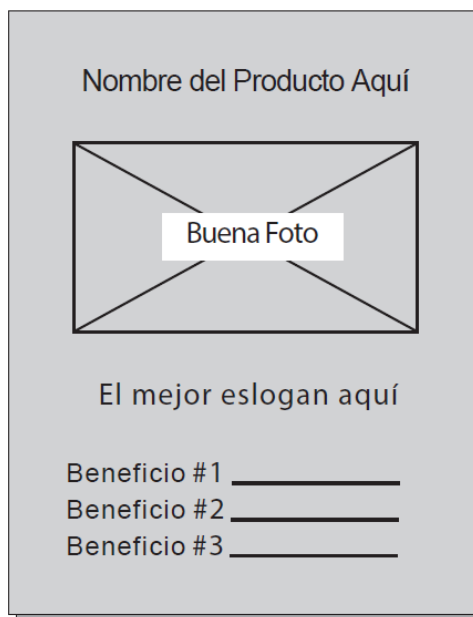 Nombre del Producto Aquí
Buena Foto
El mejor eslogan aquí
Beneficio #1
Beneficio #2
Beneficio #3